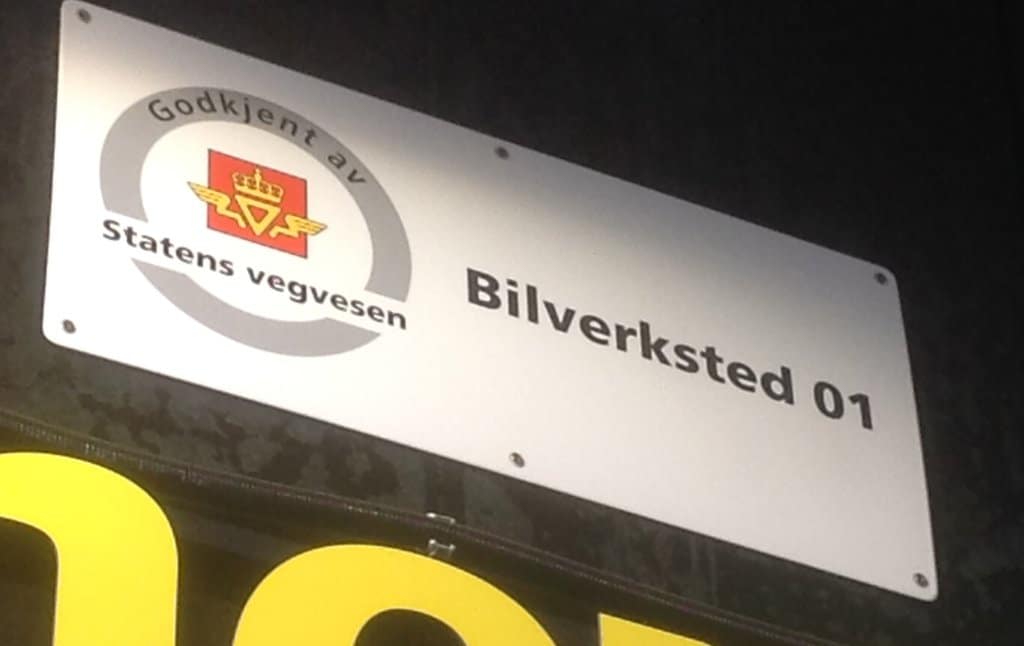 Godkjent av
Statens vegvesen
Bilverksted 01